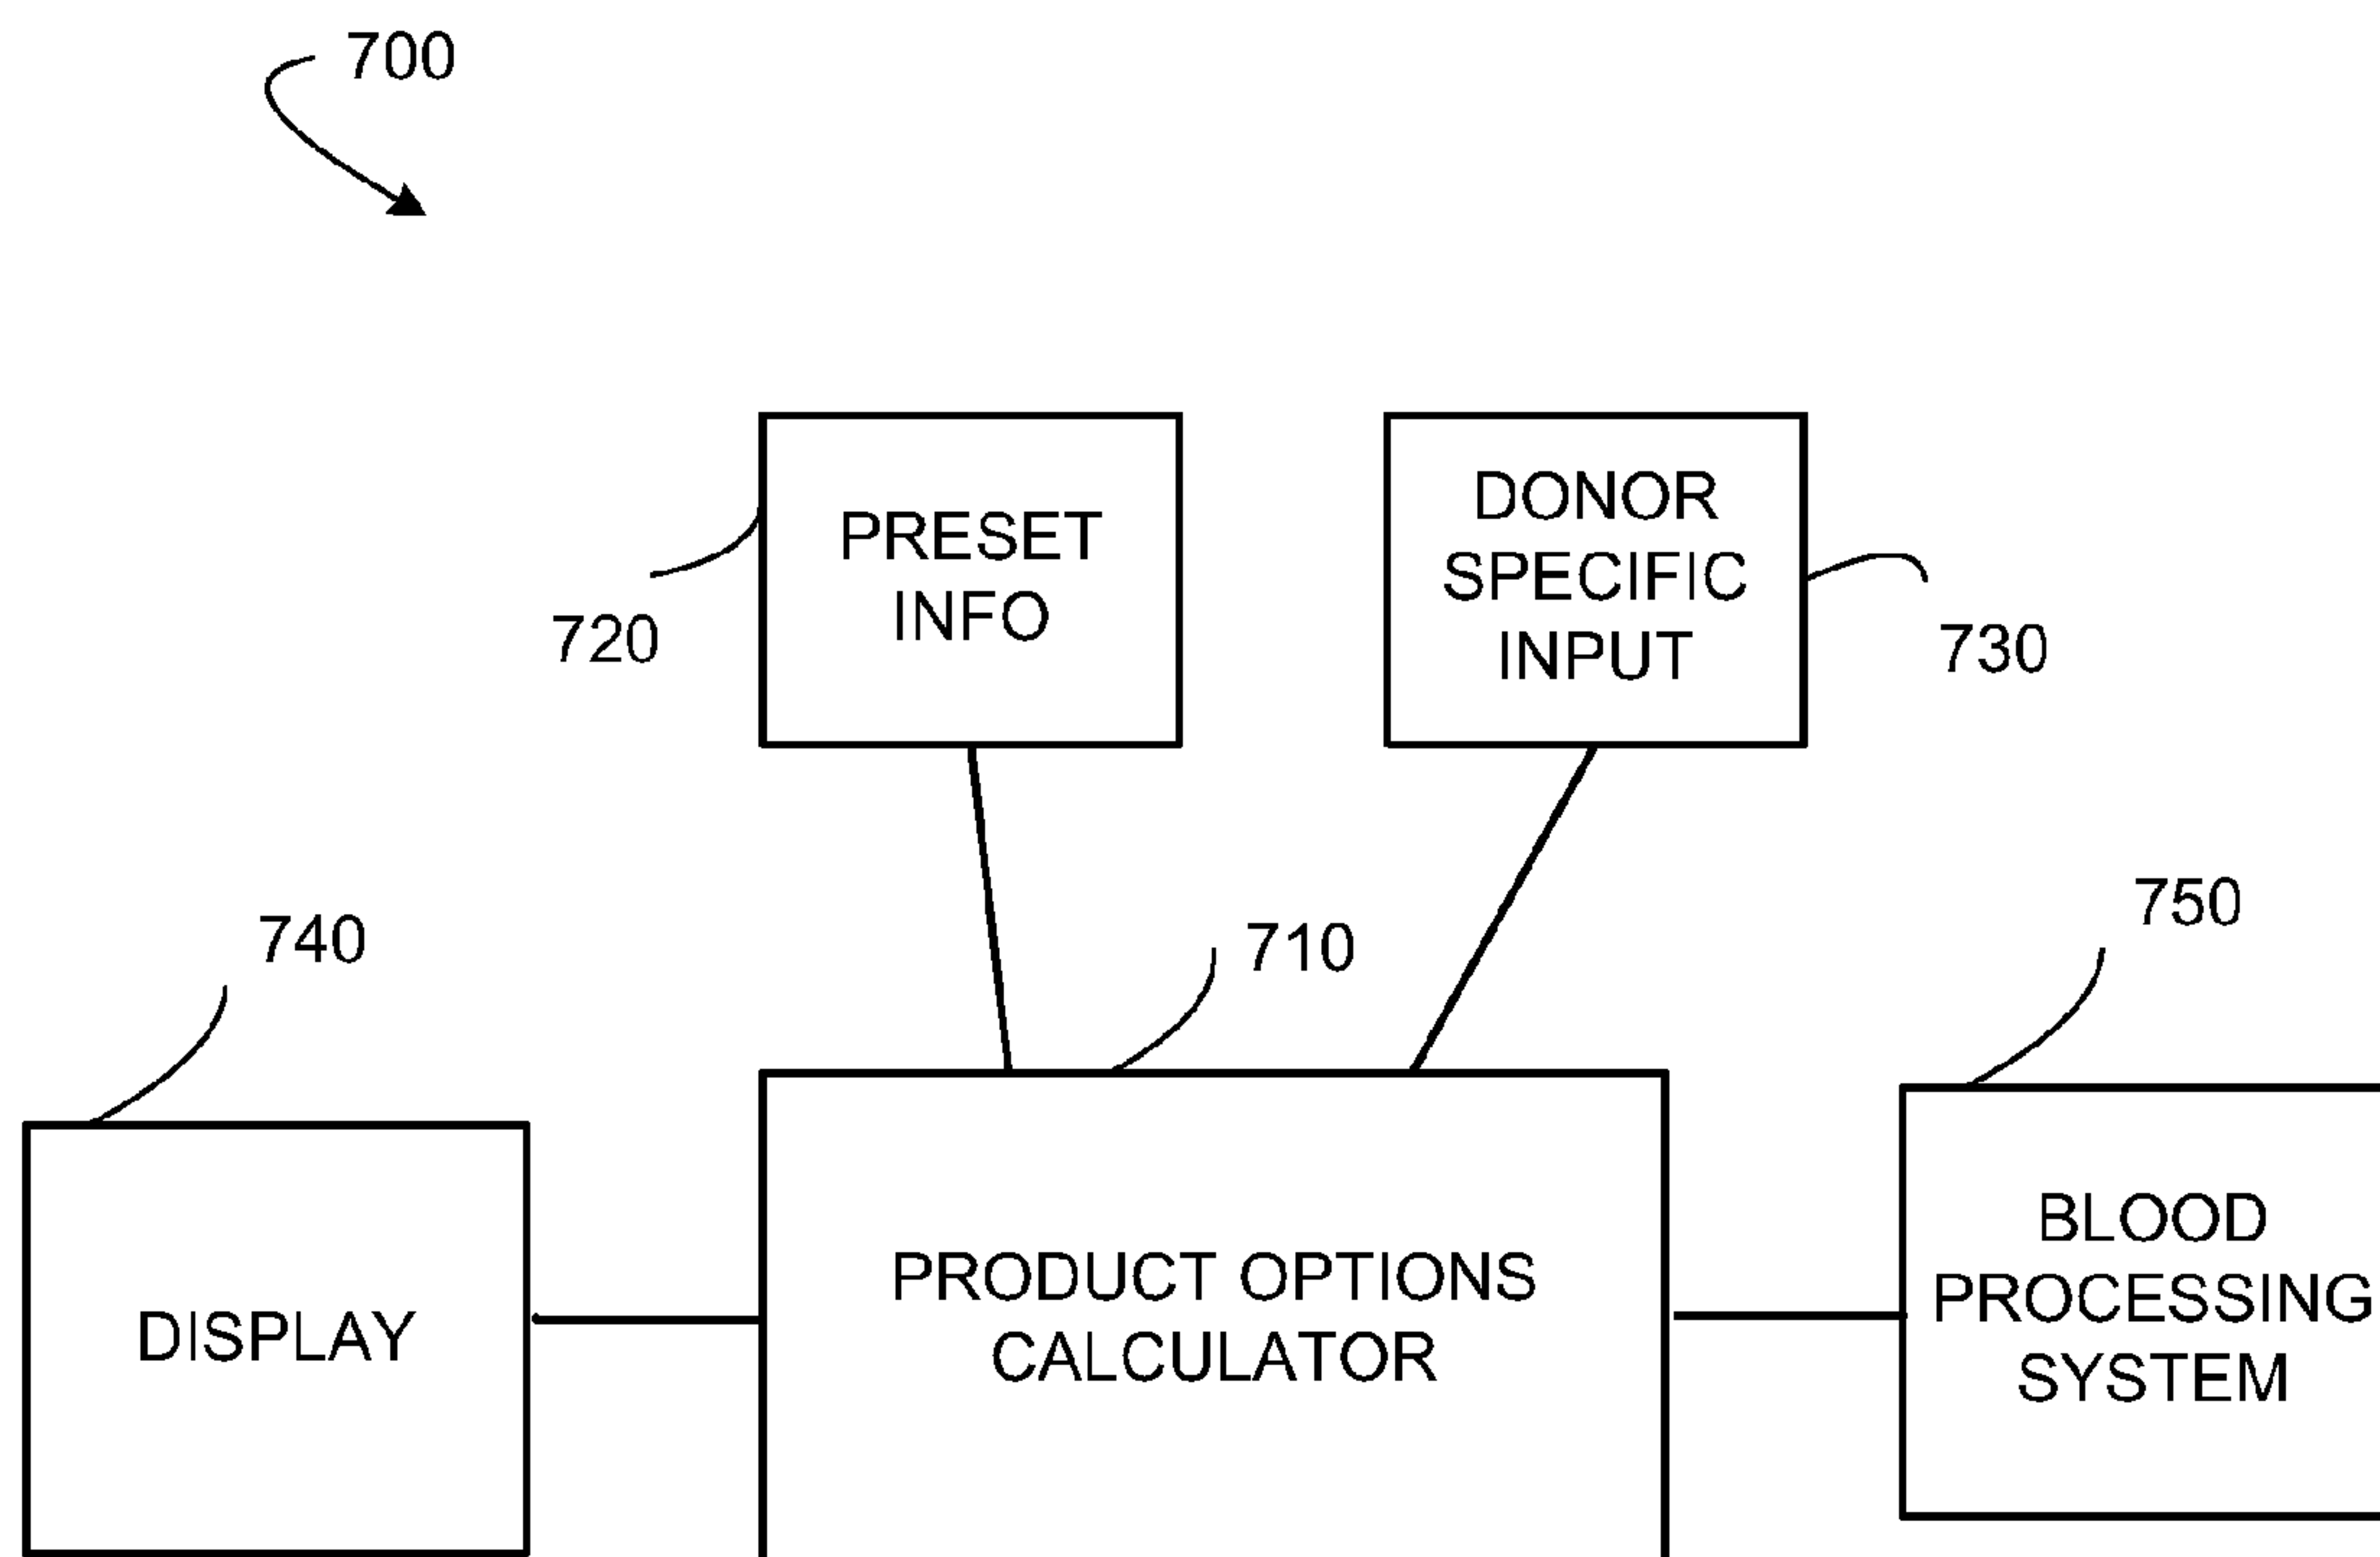 700
PRESET
INFO
720
DONOR
SPECIFIC
INPUT
730
740
710
750
DISPLAY
PRODUCT OPTIONS
CALCULATOR
BLOOD
PROCESSING
SYSTEM